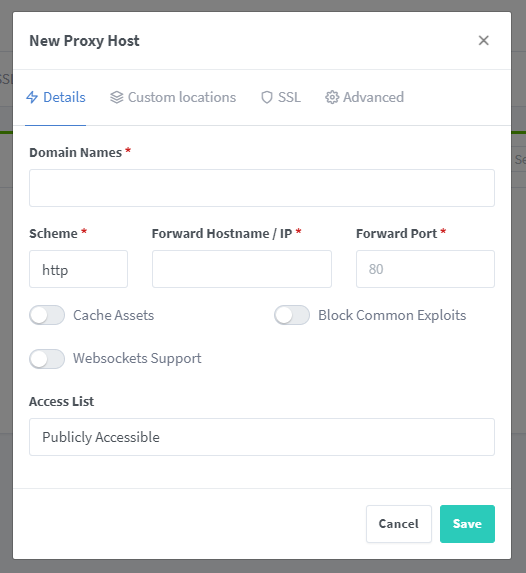 New Proxy Host
Details Custom locations SSL Advanced
Domain Names *
Scheme * Forward Hostname / IP * Forward Port *
http 80
Cache Assets Block Common Exploits
Websockets Support
Access List
Publicly Accessible
Cancel Save